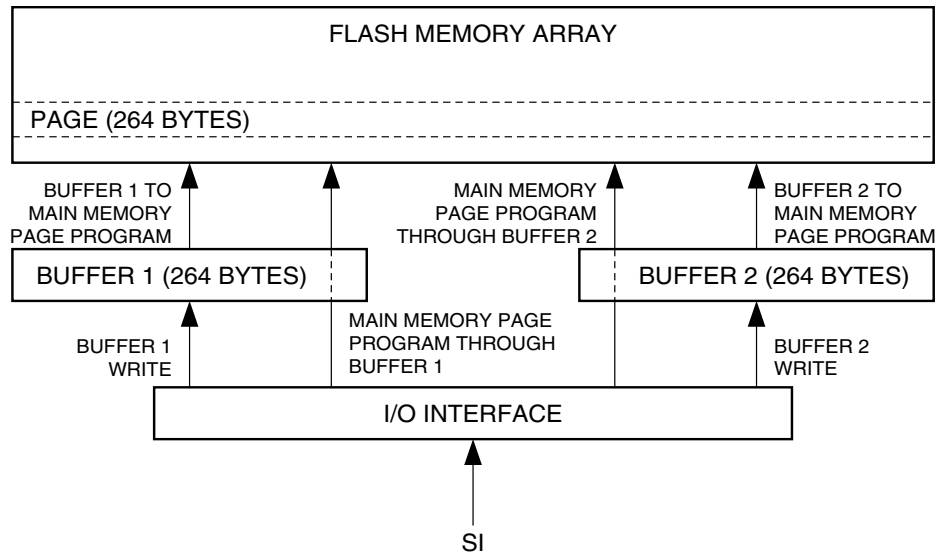 FLASH MEMORY ARRAY
PAGE (264 BYTES)
BUFFER 1 TO
MAIN MEMORY
PAGE PROGRAM
MAIN MEMORY
PAGE PROGRAM
THROUGH BUFFER 2
BUFFER 2 TO
MAIN MEMORY
PAGE PROGRAM
BUFFER 1 (264 BYTES)
BUFFER 2 (264 BYTES)
BUFFER 1
WRITE
MAIN MEMORY PAGE
PROGRAM THROUGH
BUFFER 1
BUFFER 2
WRITE
I/O INTERFACE
SI